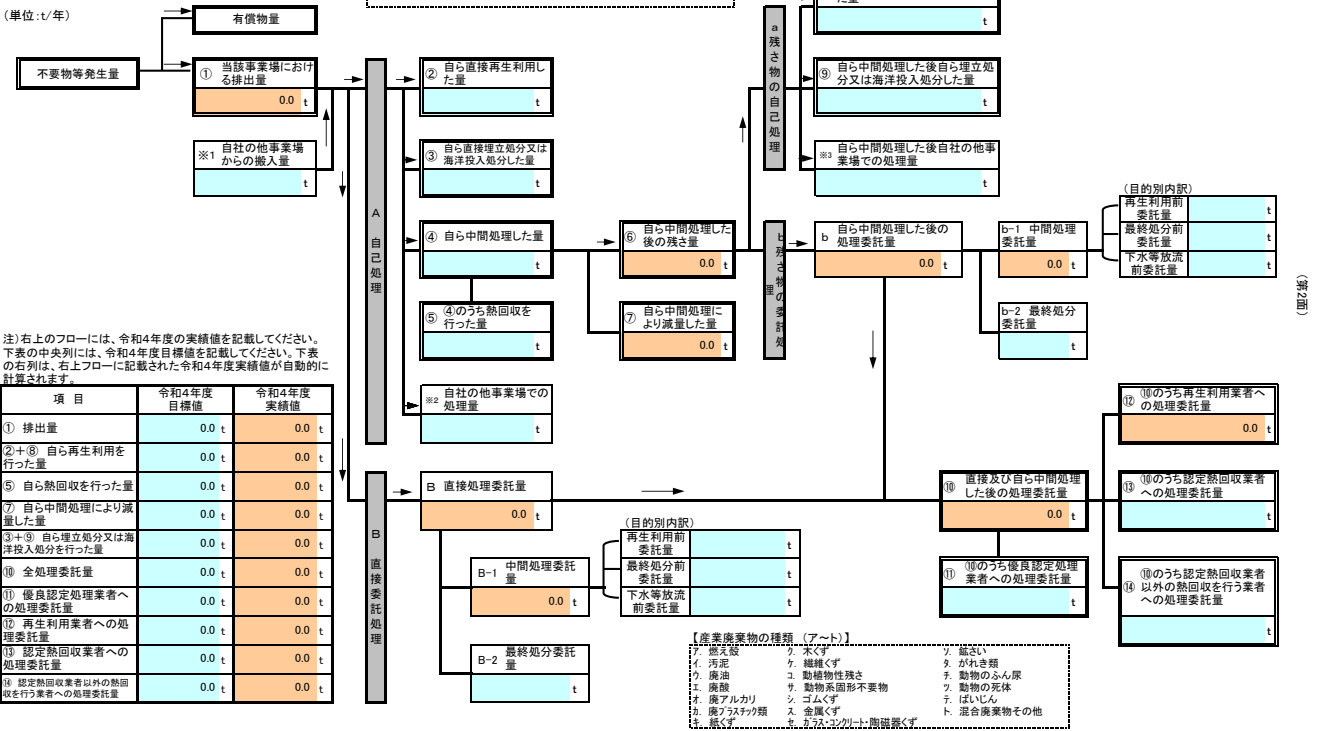 (単位:t/年)
有償物量
不要物等発生量
① 当該事業場におけ
る排出量
0.0 t
※1 自社の他事業場
からの搬入量
t
A 自己処理
② 自ら直接再生利用し
た量
t
③ 自ら直接埋立処分又は
海洋投入処分した量
t
④ 自ら中間処理した量
t
⑤ ④のうち熱回収を
行った量
t
※2 自社の他事業場での
処理量
t
⑥ 自ら中間処理した
後の残さ量
0.0 t
⑦ 自ら中間処理に
より減量した量
0.0 t
a 残さ物の自己処理
た量
t
⑨ 自ら中間処理した後自ら埋立処
分又は海洋投入処分した量
t
※3 自ら中間処理した後自社の他事
業場での処理量
t
b 残さ物の委託処理
b 自ら中間処理した後の
処理委託量
0.0 t
b-1 中間処理
委託量
0.0 t
b-2 最終処分
委託量
t
(目的別内訳)
再生利用前
委託量
t
最終処分前
委託量
t
下水等放流
前委託量
t
(第2面)
注)右上のフローには、令和4年度の実績値を記載してください。
下表の中央列には、令和4年度目標値を記載してください。下表
の右列は、右上フローに記載された令和4年度実績値が自動的に
計算されます。
項 目 令和4年度 目標値 令和4年度 実績値
① 排出量 0.0 t 0.0 t
②+⑧ 自ら再生利用を
行った量 0.0 t 0.0 t
⑤ 自ら熱回収を行った量 0.0 t 0.0 t
⑦ 自ら中間処理により減
量した量 0.0 t 0.0 t
③+⑨ 自ら埋立処分又は海
洋投入処分を行った量 0.0 t 0.0 t
⑩ 全処理委託量 0.0 t 0.0 t
⑪ 優良認定処理業者へ
の処理委託量 0.0 t 0.0 t
⑫ 再生利用業者への処
理委託量 0.0 t 0.0 t
⑬ 認定熱回収業者への
処理委託量 0.0 t 0.0 t
⑭ 認定熱回収業者以外の熱回
収を行う業者への処理委託量 0.0 t 0.0 t
B 直接委託処理
B 直接処理委託量
0.0 t
B-1 中間処理委託
量
0.0 t
B-2 最終処分委託
量
t
(目的別内訳)
再生利用前
委託量
t
最終処分前
委託量
t
下水等放流
前委託量
t
⑩ 直接及び自ら中間処理
した後の処理委託量
0.0 t
⑪ ⑩のうち優良認定処理
業者への処理委託量
t
⑫ ⑩のうち再生利用業者へ
の処理委託量
0.0 t
⑬ ⑩のうち認定熱回収業者
への処理委託量
t
⑭ ⑩のうち認定熱回収業者
以外の熱回収を行う業者
への処理委託量
t
【産業廃棄物の種類 (ア~ト)】
ア. 燃え殻 ク. 木くず ソ. 鉱さい
イ. 汚泥 ケ. 繊維くず タ. がれき類
ウ. 廃油 コ. 動植物性残さ チ. 動物のふん尿
エ. 廃酸 サ. 動物系固形不要物 ツ. 動物の死体
オ. 廃アルカリ シ. ゴムくず テ. ばいじん
カ. 廃プラスチック類 ス. 金属くず ト. 混合廃棄物その他
キ. 紙くず セ. ガラス・コンクリート・陶磁器くず